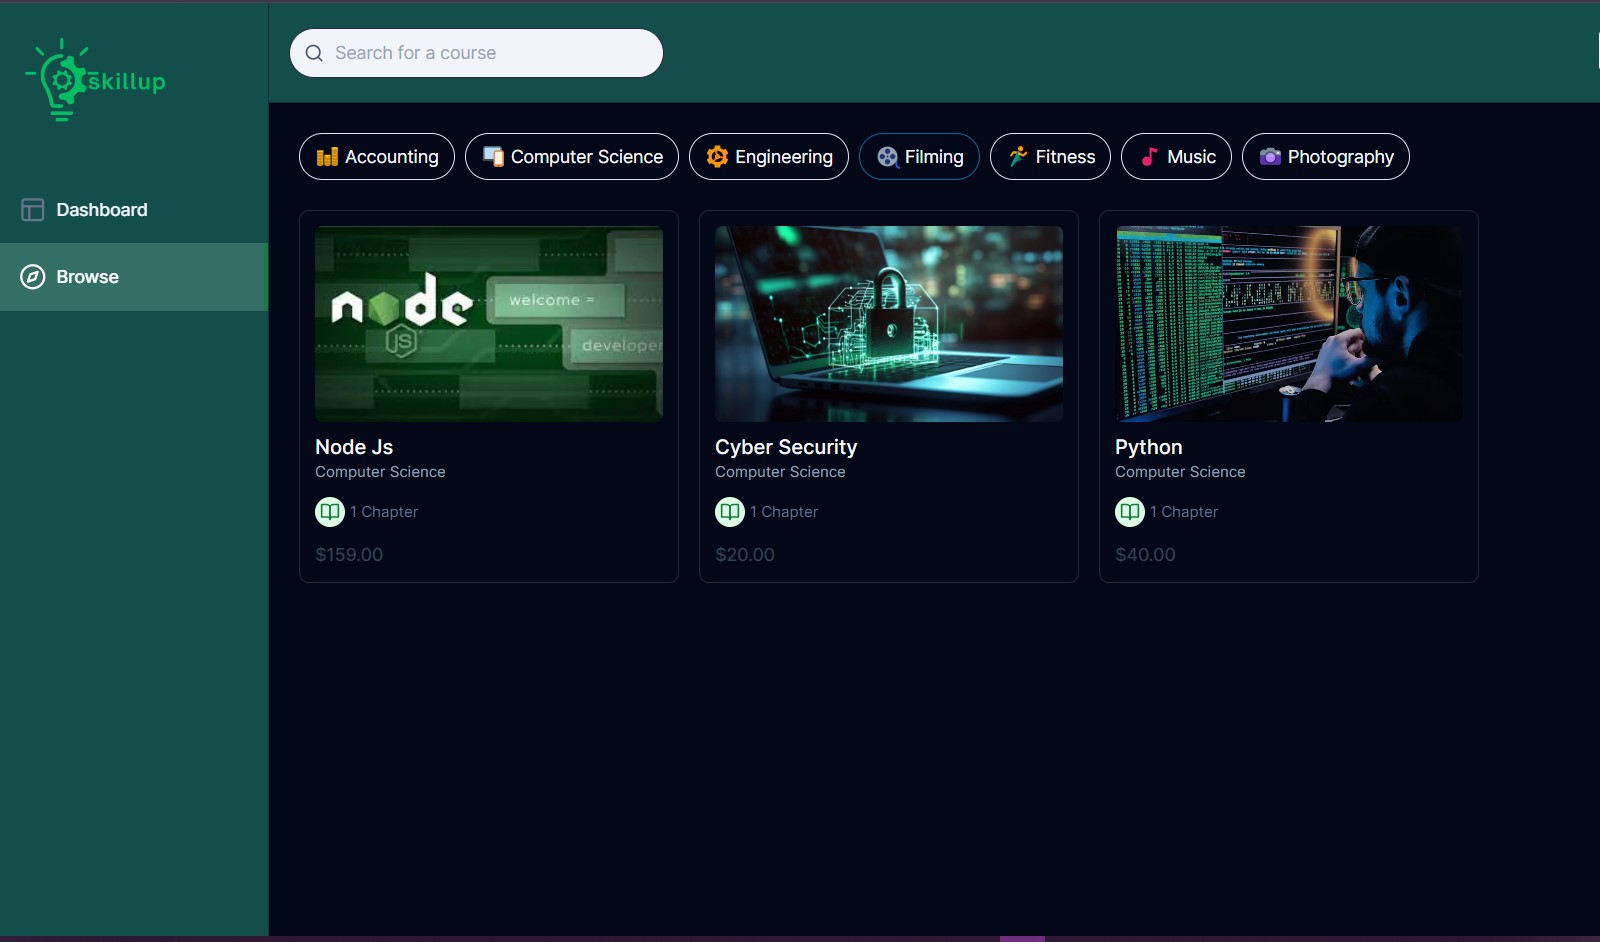 skillup
Search for a course
Dashboard
Browse
Accounting
Computer Science
Engineering
Filming
Fitness
Music
Photography
node
JS
welcome =
developer
Node Js
Computer Science
1 Chapter
$159.00
Cyber Security
Computer Science
1 Chapter
$20.00
Python
Computer Science
1 Chapter
$40.00